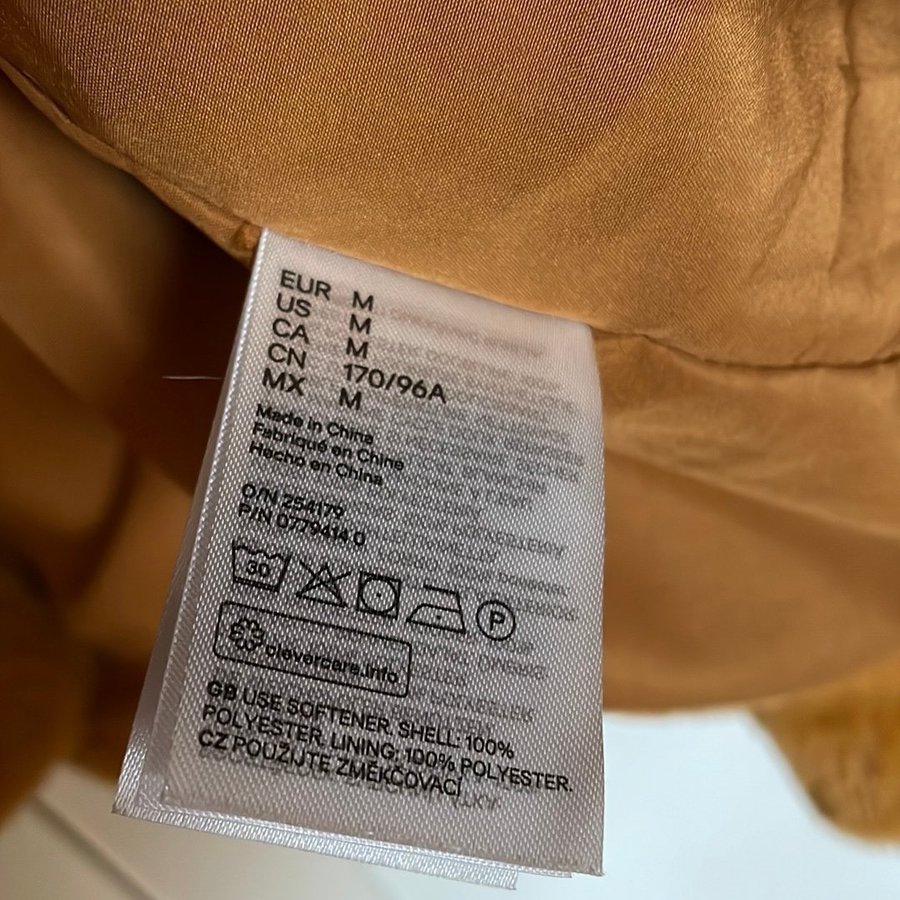 EUR M
US M
CA M
CN 170/96A
MX M
Made in China
Fabriqué en Chine
Hecho en China
O/N 254179
P/N 0779414 0
30
P
clevercare.info
GB USE SOFTENER. SHELL: 100%
POLYESTER. LINING: 100% POLYESTER.
CZ POUŽIJTE ZMĚKČOVACÍ